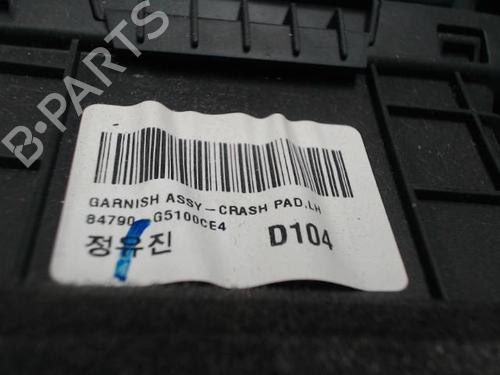 B-PARTS
GARNISH ASSY-CRASH PAD,LH
84790 G5100CE4
정유진 D104